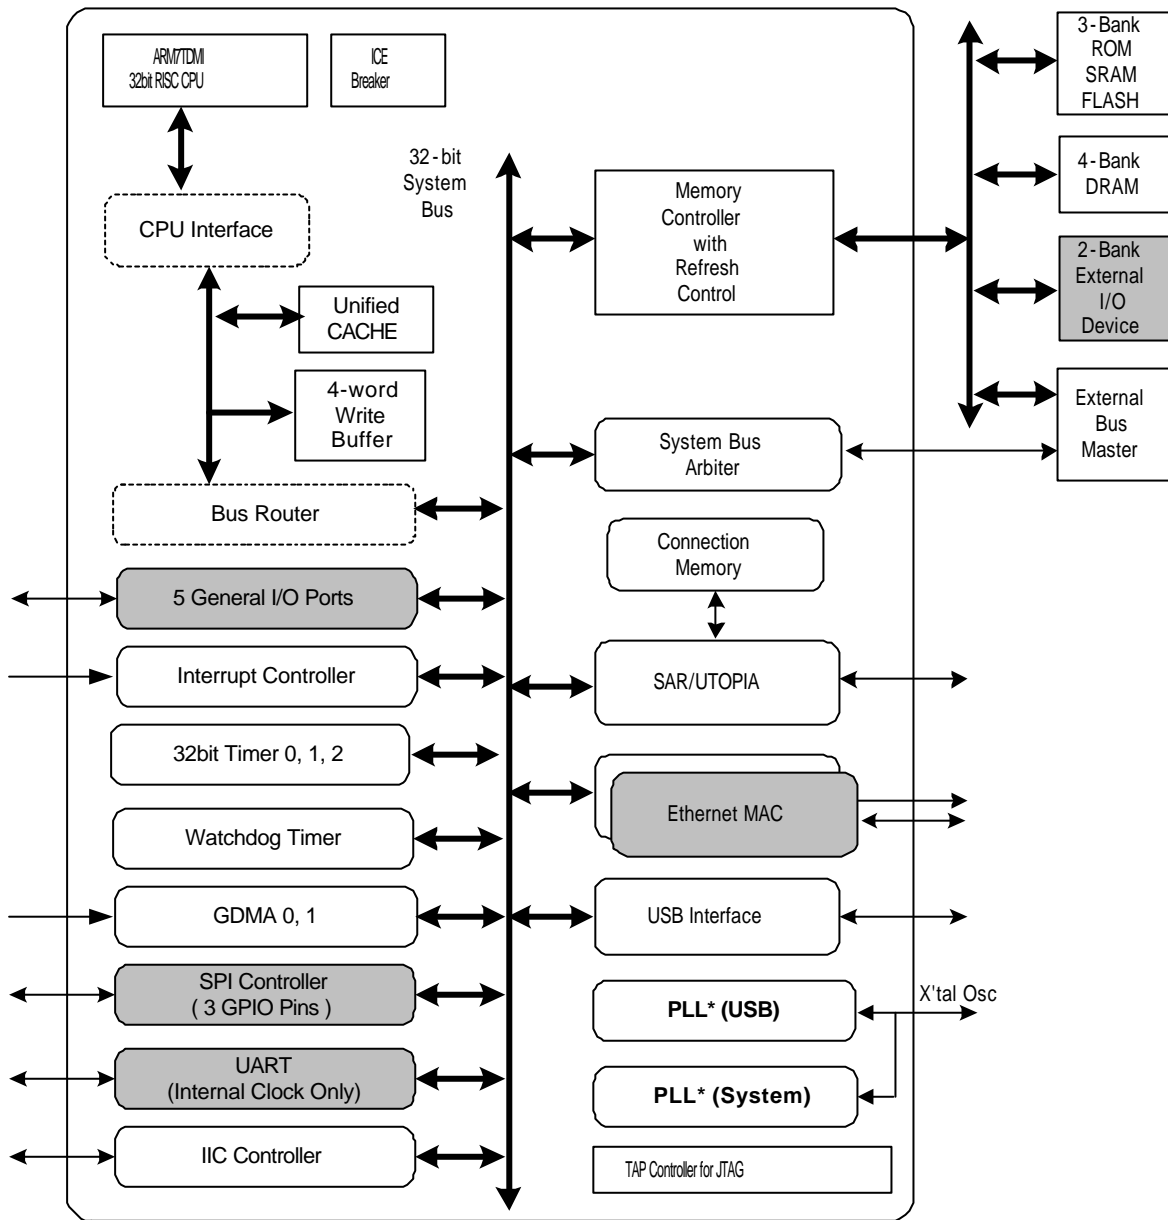 ARM7TDMI
32bit RISC CPU
ICE
Breaker
3-Bank
ROM
SRAM
FLASH
32-bit
System
Bus
4-Bank
DRAM
Memory
Controller
with
Refresh
Control
CPU Interface
2-Bank
External
I/O
Device
Unified
CACHE
4-word
Write
Buffer
External
Bus
Master
System Bus
Arbiter
Bus Router
Connection
Memory
5 General I/O Ports
Interrupt Controller
SAR/UTOPIA
32bit Timer 0, 1, 2
Ethernet MAC
Watchdog Timer
GDMA 0, 1
USB Interface
SPI Controller
( 3 GPIO Pins )
PLL* (USB)
X'tal Osc
UART
(Internal Clock Only)
PLL* (System)
IIC Controller
TAP Controller for JTAG